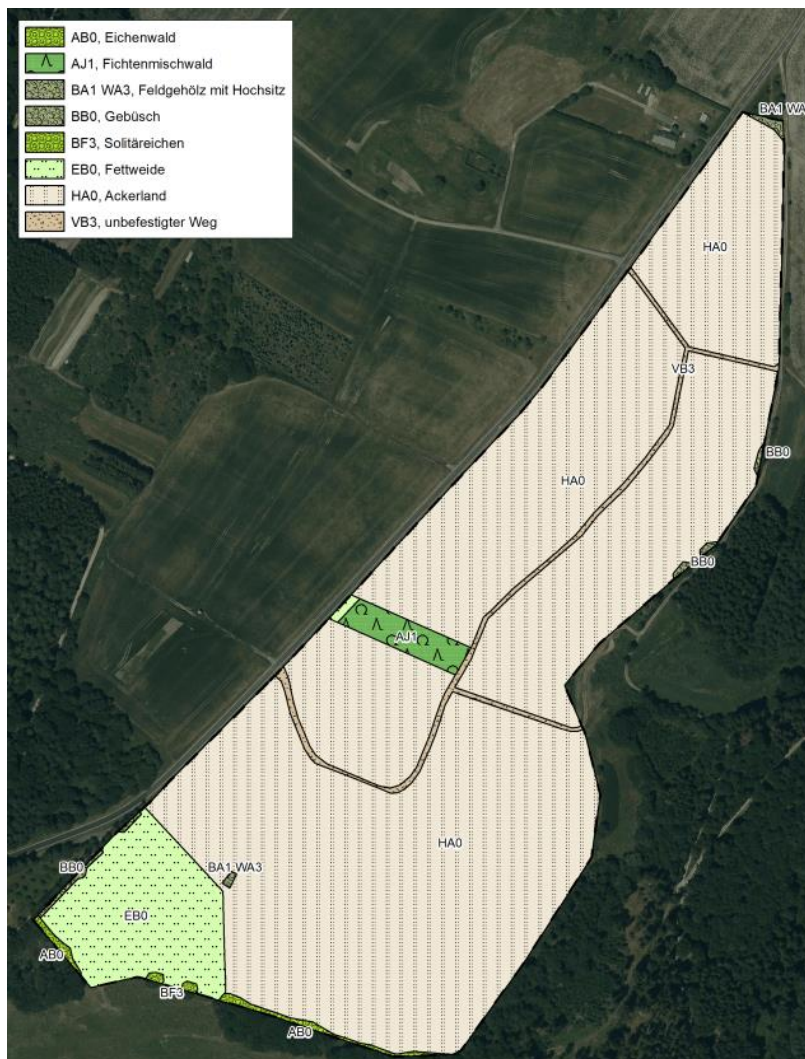 AB0, Eichenwald
AJ1, Fichtenmischwald
BA1 WA3, Feldgehölz mit Hochsitz
BB0, Gebüsch
BF3, Solitäreichen
EB0, Fettweide
HA0, Ackerland
VB3, unbefestigter Weg
BA1 WA
HA0
VB3
BB0
HA0
BB0
AJ1
HA0
BB0
BA1 WA3
EB0
AB0
BF3
AB0